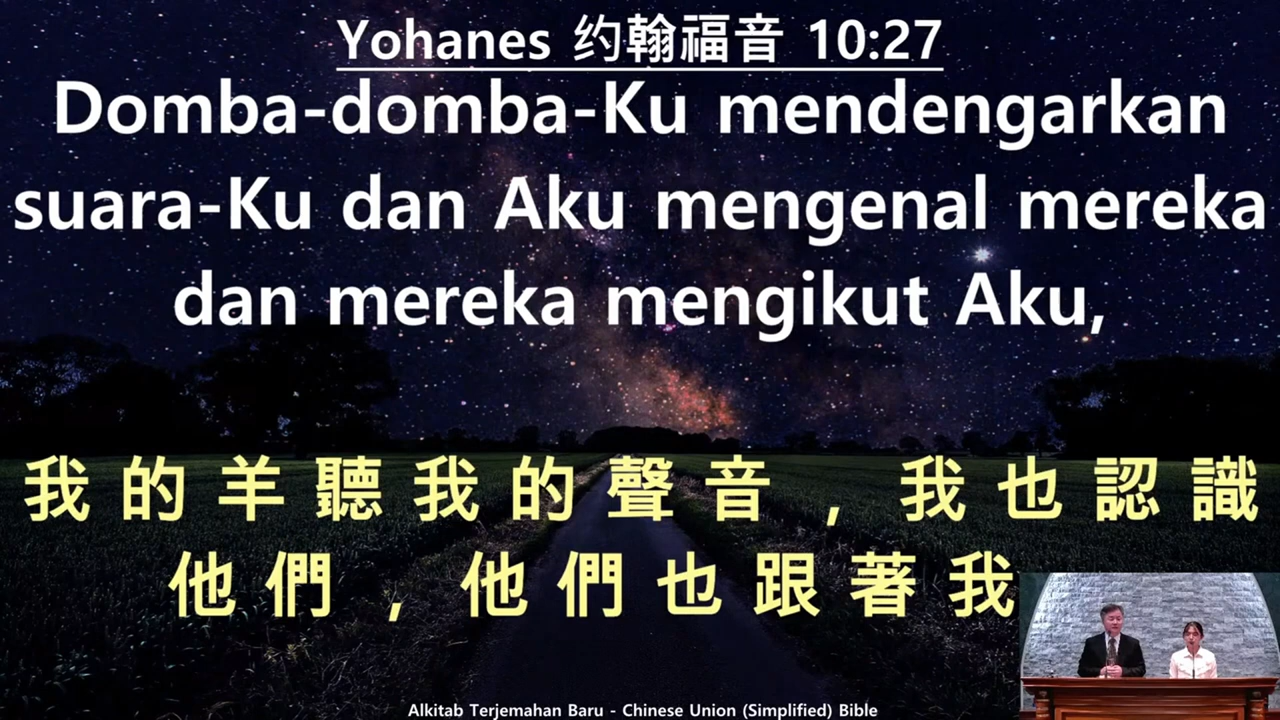 Yohanes 约翰福音 10:27
Domba-domba-Ku mendengarkan
suara-Ku dan Aku mengenal mereka
dan mereka mengikut Aku,
我的羊聽我的聲音,我也認識
他們,他們也跟著我
Alkitab Terjemahan Baru - Chinese Union (Simplified) Bible